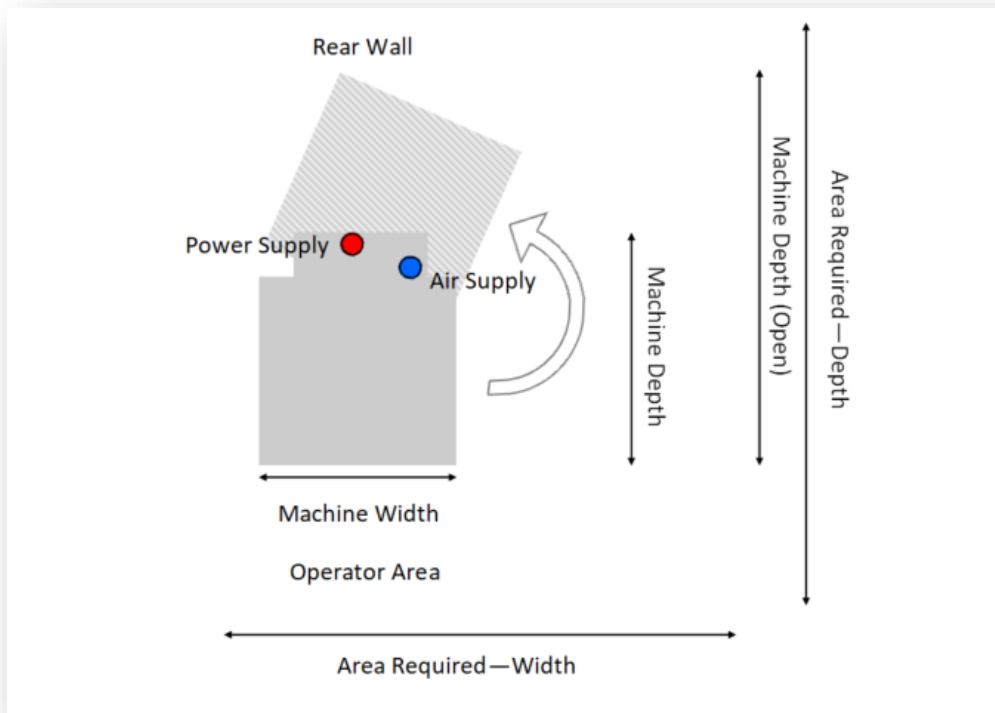 Rear Wall
Power Supply
Air Supply
Machine Depth
Machine Depth (Open)
Area Required—Depth
Machine Width
Operator Area
Area Required—Width